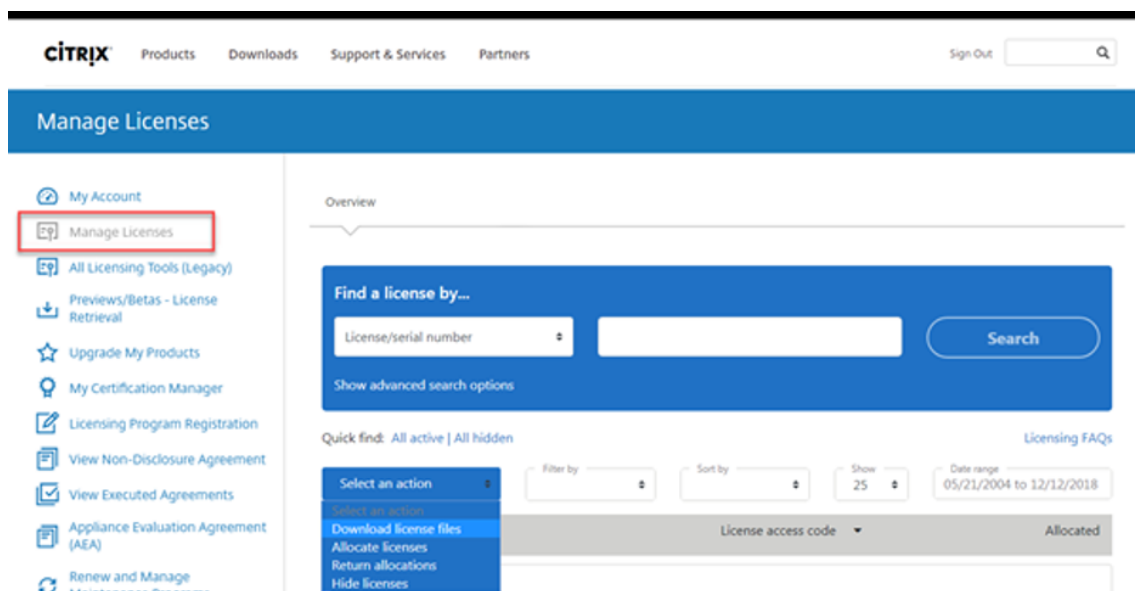 CİTRIX Products Downloads Support & Services Partners Sign Out
Manage Licenses
My Account
Manage Licenses
All Licensing Tools (Legacy)
Previews/Betas - License
Retrieval
Upgrade My Products
My Certification Manager
Licensing Program Registration
View Non-Disclosure Agreement
View Executed Agreements
Appliance Evaluation Agreement
(AEA)
Renew and Manage
Overview
Find a license by...
License/serial number
Search
Show advanced search options
Quick find: All active | All hidden Licensing FAQs
Select an action Filter by Sort by Show 25 Date range 05/21/2004 to 12/12/2018
Select an action
Download license files
Allocate licenses
Return allocations
Hide licenses
License access code Allocated